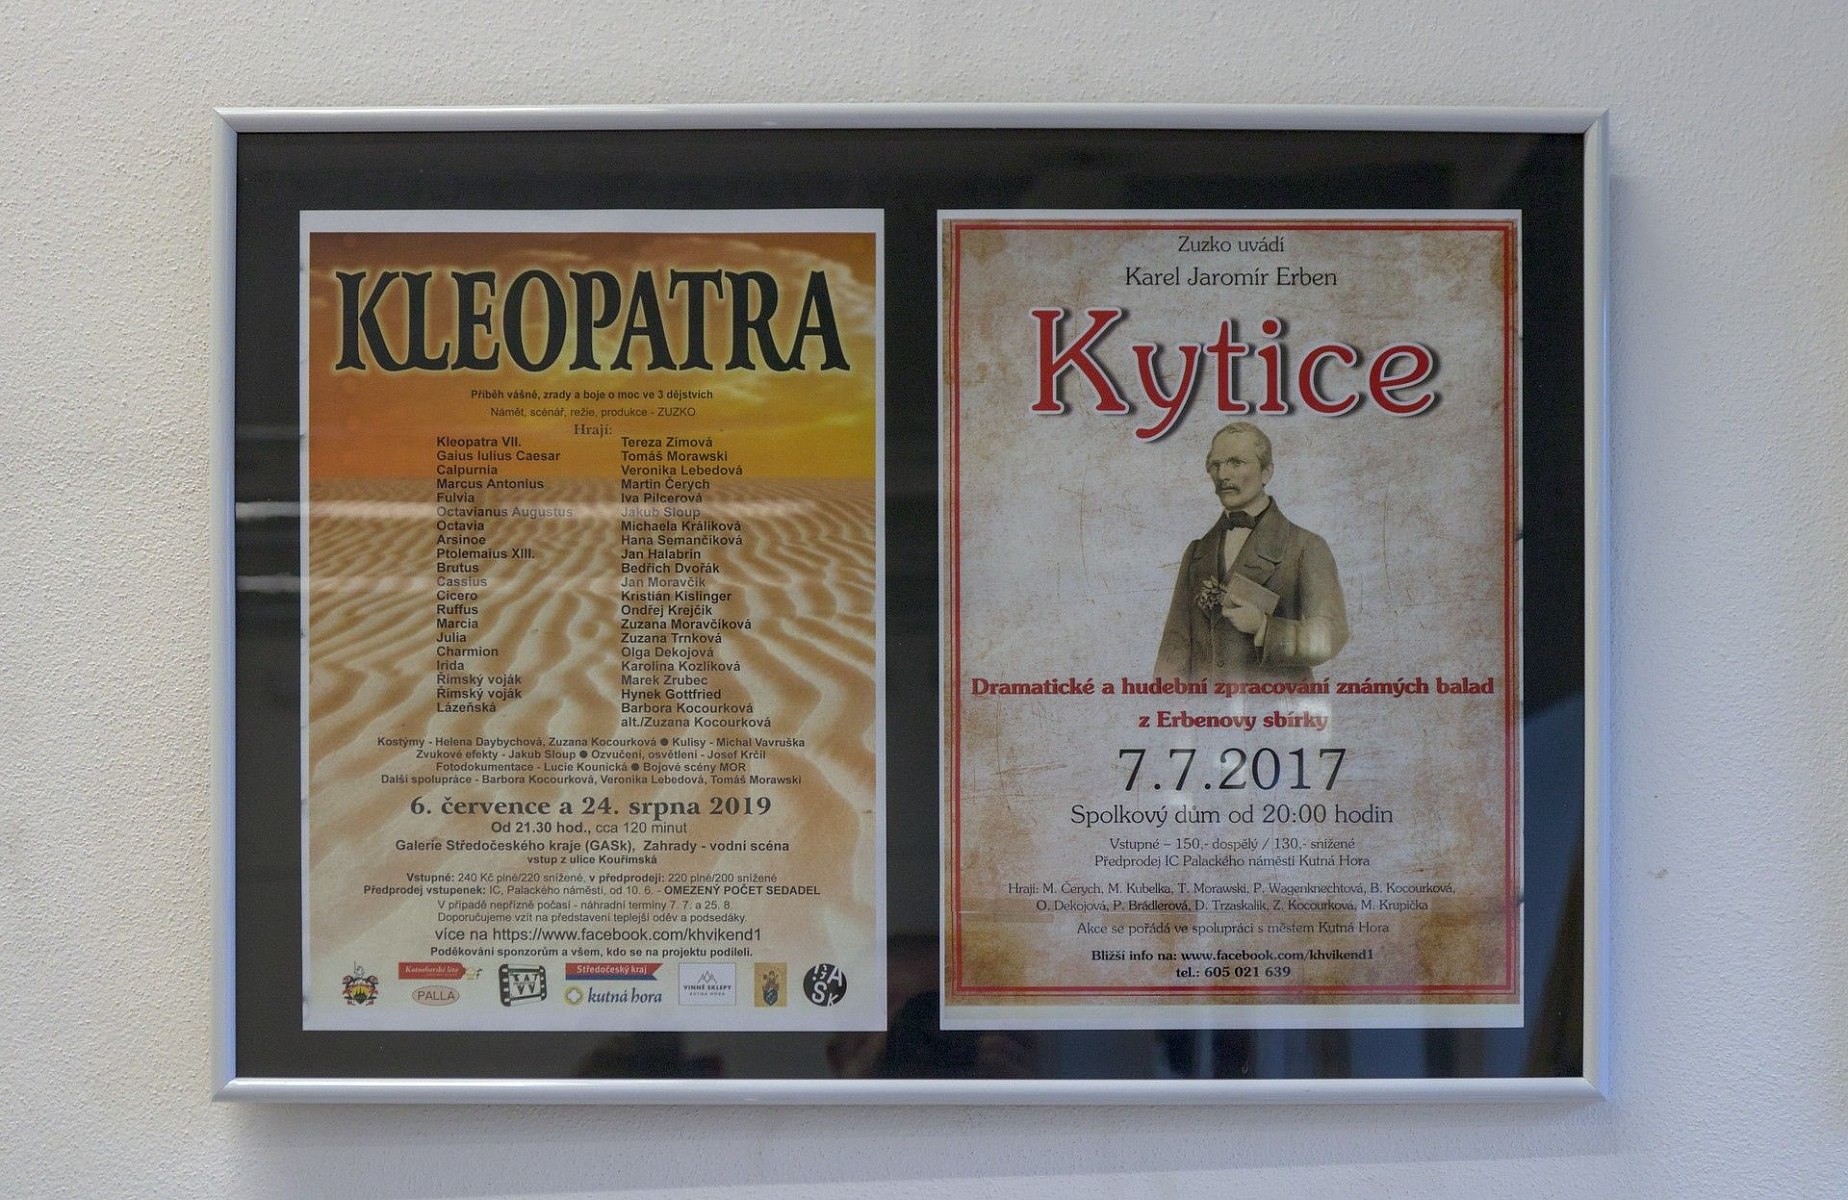 KLEOPATRA
Příběh vášně, zrady a boje o moc ve 3 dějstvích
Námět, scénář, režie, produkce - ZUZKO
Hrají:
Kleopatra VII. Tereza Zimová
Gaius Iulius Caesar Tomáš Morawski
Calpurnia Veronika Lebedová
Marcus Antonius Martin Čerych
Fulvia Iva Pilcerová
Octavianus Augustus Jakub Sloup
Octavia Michaela Králíková
Arsinoe Hana Semančíková
Ptolemaius XIII. Jan Halabrín
Brutus Bedřich Dvořák
Cassius Jan Moravčík
Cicero Kristián Kislinger
Ruffus Ondřej Krejčík
Marcia Zuzana Moravčíková
Julia Zuzana Trnková
Charmion Olga Dekojová
Irida Karolína Kozlíková
Římský voják Marek Zrubec
Římský voják Hynek Gottfried
Lázeňská Barbora Kocourková
alt./Zuzana Kocourková
Kostýmy - Helena Daybychová, Zuzana Kocourková ● Kulisy - Michal Vavruška
Zvukové efekty - Jakub Sloup ● Ozvučení, osvětlení - Josef Krčil
Fotodokumentace - Lucie Kounická ● Bojové scény MOR
Další spolupráce - Barbora Kocourková, Veronika Lebedová, Tomáš Morawski
6. července a 24. srpna 2019
Od 21.30 hod., cca 120 minut
Galerie Středočeského kraje (GASk), Zahrady - vodní scéna
vstup z ulice Kouřimská
Vstupné: 240 Kč plné/220 snížené, v předprodeji: 220 plné/200 snížené
Předprodej vstupenek: IC, Palackého náměstí, od 10. 6. - OMEZENÝ POČET SEDADEL
V případě nepřízně počasí - náhradní termíny 7. 7. a 25. 8.
Doporučujeme vzít na představení teplejší oděv a podsedáky.
více na https://www.facebook.com/khvikend1
Poděkování sponzorům a všem, kdo se na projektu podíleli.
Kutnohorské léto
PALLA
Středočeský kraj
kutná hora
VINNÉ SKLEPY
KUTNÁ HORA
GASk
Zuzko uvádí
Karel Jaromír Erben
Kytice
Dramatické a hudební zpracování známých balad
z Erbenovy sbírky
7.7.2017
Spolkový dům od 20:00 hodin
Vstupné – 150,- dospělý / 130,- snížené
Předprodej IC Palackého náměstí Kutná Hora
Hrají: M. Čerych, M. Kubelka, T. Morawski, P. Wagenknechtová, B. Kocourková,
O. Dekojová, P. Brádlerová, D. Trzaskalik, Z. Kocourková, M. Krupička
Akce se pořádá ve spolupráci s městem Kutná Hora
Bližší info na: www.facebook.com/khvikend1
tel.: 605 021 639